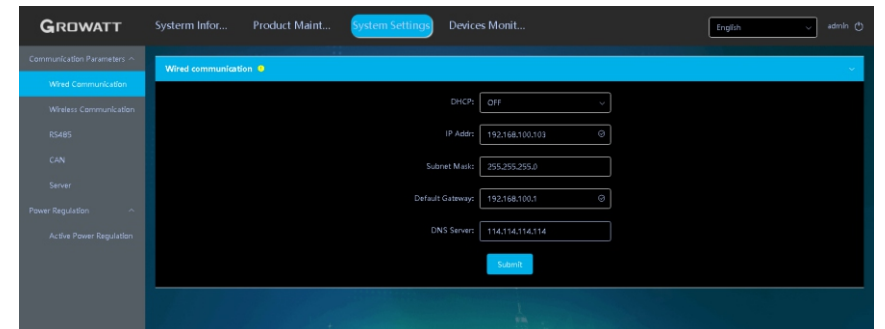 GROWATT
Systerm Infor... Product Maint... System Settings Devices Monit... English admin
Communication Parameters
Wired Communication
Wireless Communication
RS485
CAN
Server
Power Regulation
Active Power Regulation
Wired communication
DHCP: OFF
IP Addr: 192.168.100.103
Subnet Mask: 255.255.255.0
Default Gateway: 192.168.100.1
DNS Server: 114.114.114.114
Submit